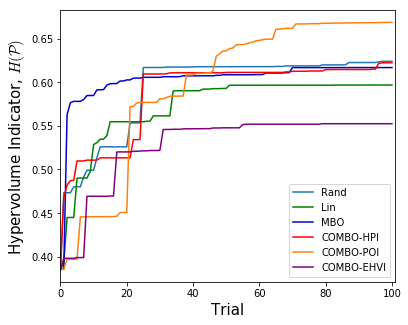 Hypervolume Indicator, H(𝒫)
0.65
0.60
0.55
0.50
0.45
0.40
0 20 40 60 80 100
Trial
Rand
Lin
MBO
COMBO-HPI
COMBO-POI
COMBO-EHVI